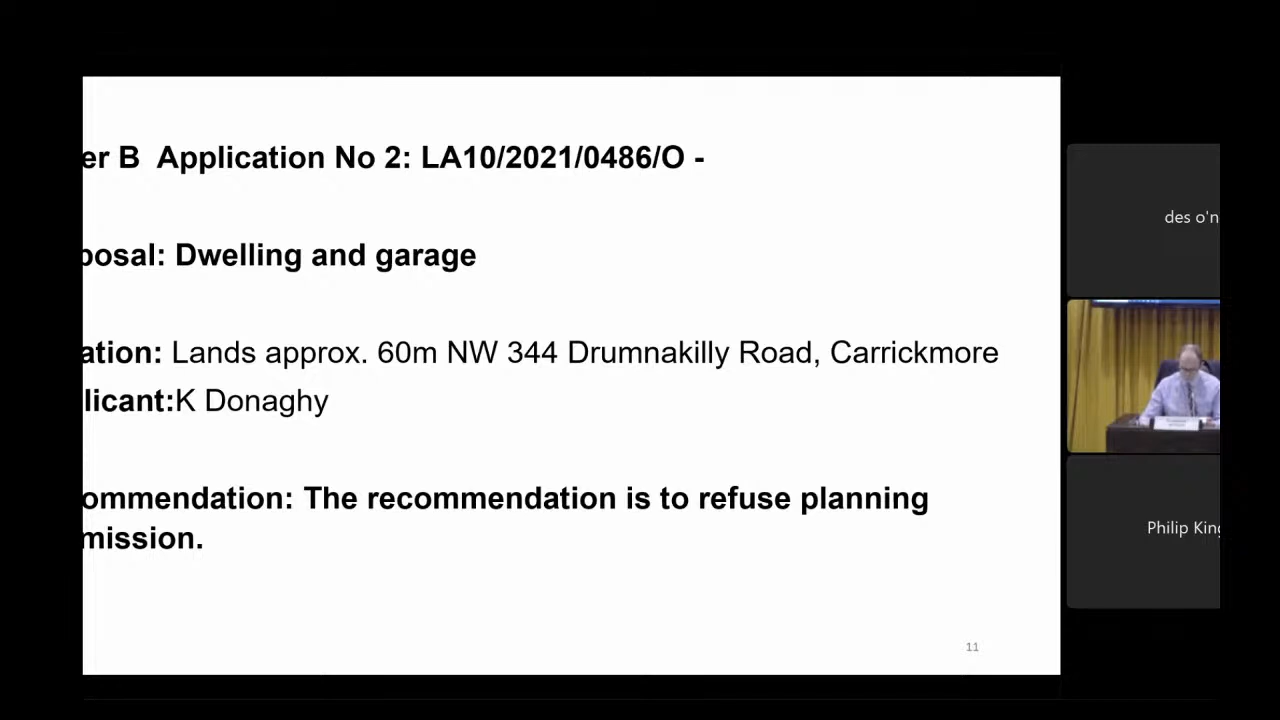 er B Application No 2: LA10/2021/0486/O -
posal: Dwelling and garage
ation: Lands approx. 60m NW 344 Drumnakilly Road, Carrickmore
licant:K Donaghy
ommendation: The recommendation is to refuse planning
mission.
11
des o'n
Philip King